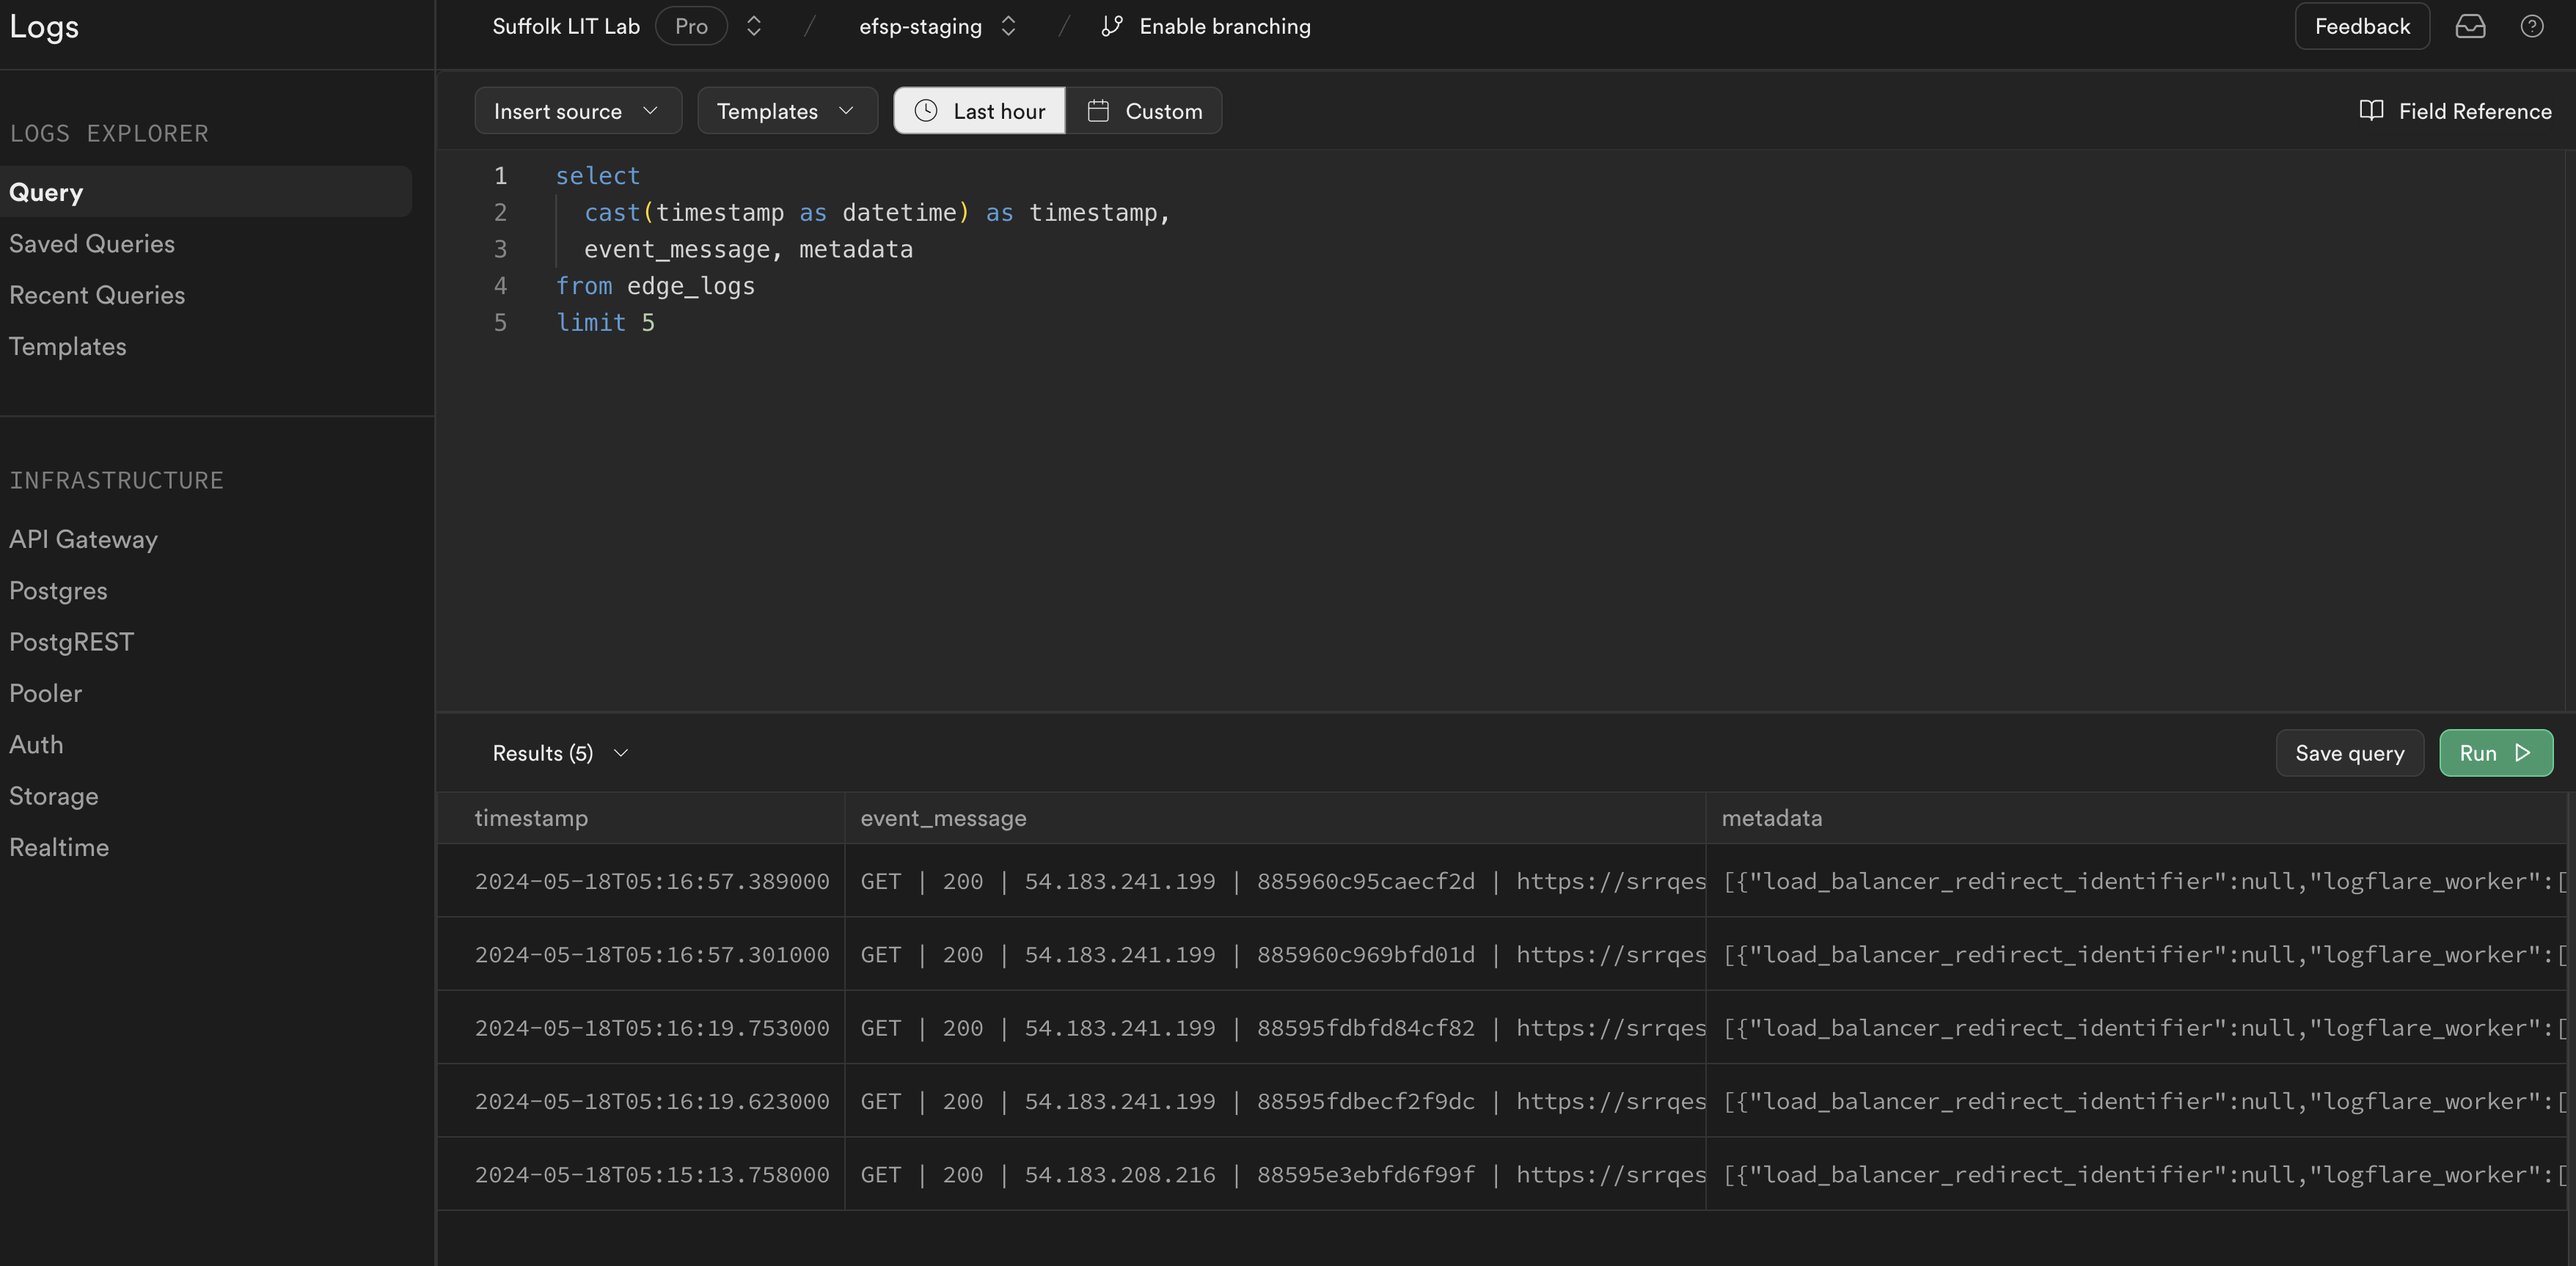 Logs
Suffolk LIT Lab Pro / efsp-staging / Enable branching
Feedback
LOGS EXPLORER
Query
Saved Queries
Recent Queries
Templates
INFRASTRUCTURE
API Gateway
Postgres
PostgREST
Pooler
Auth
Storage
Realtime
Insert source Templates Last hour Custom Field Reference
1 select
2 cast(timestamp as datetime) as timestamp,
3 event_message, metadata
4 from edge_logs
5 limit 5
Results (5) Save query Run
timestamp event_message metadata
2024-05-18T05:16:57.389000 GET | 200 | 54.183.241.199 | 885960c95caecf2d | https://srrqes [{"load_balancer_redirect_identifier":null,"logflare_worker":[
2024-05-18T05:16:57.301000 GET | 200 | 54.183.241.199 | 885960c969bfd01d | https://srrqes [{"load_balancer_redirect_identifier":null,"logflare_worker":[
2024-05-18T05:16:19.753000 GET | 200 | 54.183.241.199 | 88595fdbfd84cf82 | https://srrqes [{"load_balancer_redirect_identifier":null,"logflare_worker":[
2024-05-18T05:16:19.623000 GET | 200 | 54.183.241.199 | 88595fdbecf2f9dc | https://srrqes [{"load_balancer_redirect_identifier":null,"logflare_worker":[
2024-05-18T05:15:13.758000 GET | 200 | 54.183.208.216 | 88595e3ebfd6f99f | https://srrqes [{"load_balancer_redirect_identifier":null,"logflare_worker":[